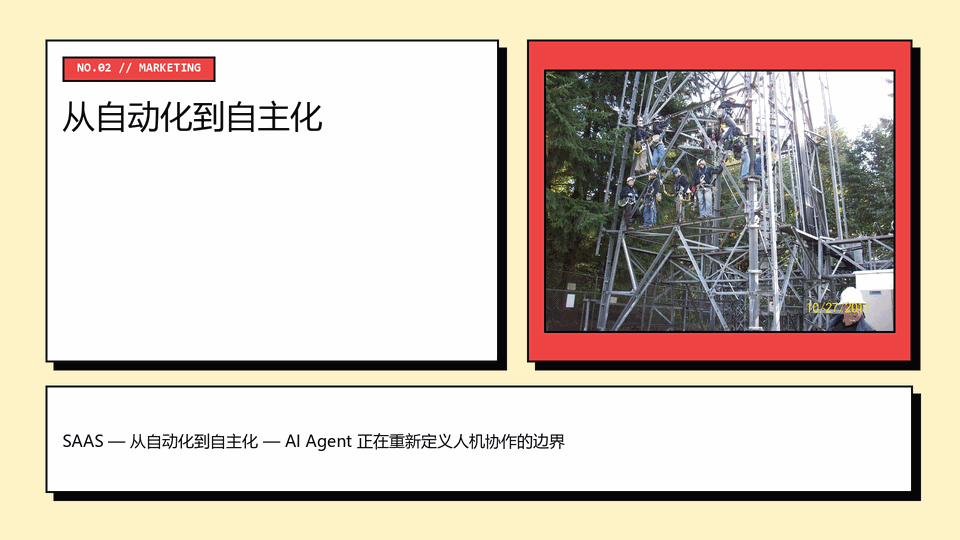 NO.02 // MARKETING
从自动化到自主化
SAAS — 从自动化到自主化 — AI Agent 正在重新定义人机协作的边界